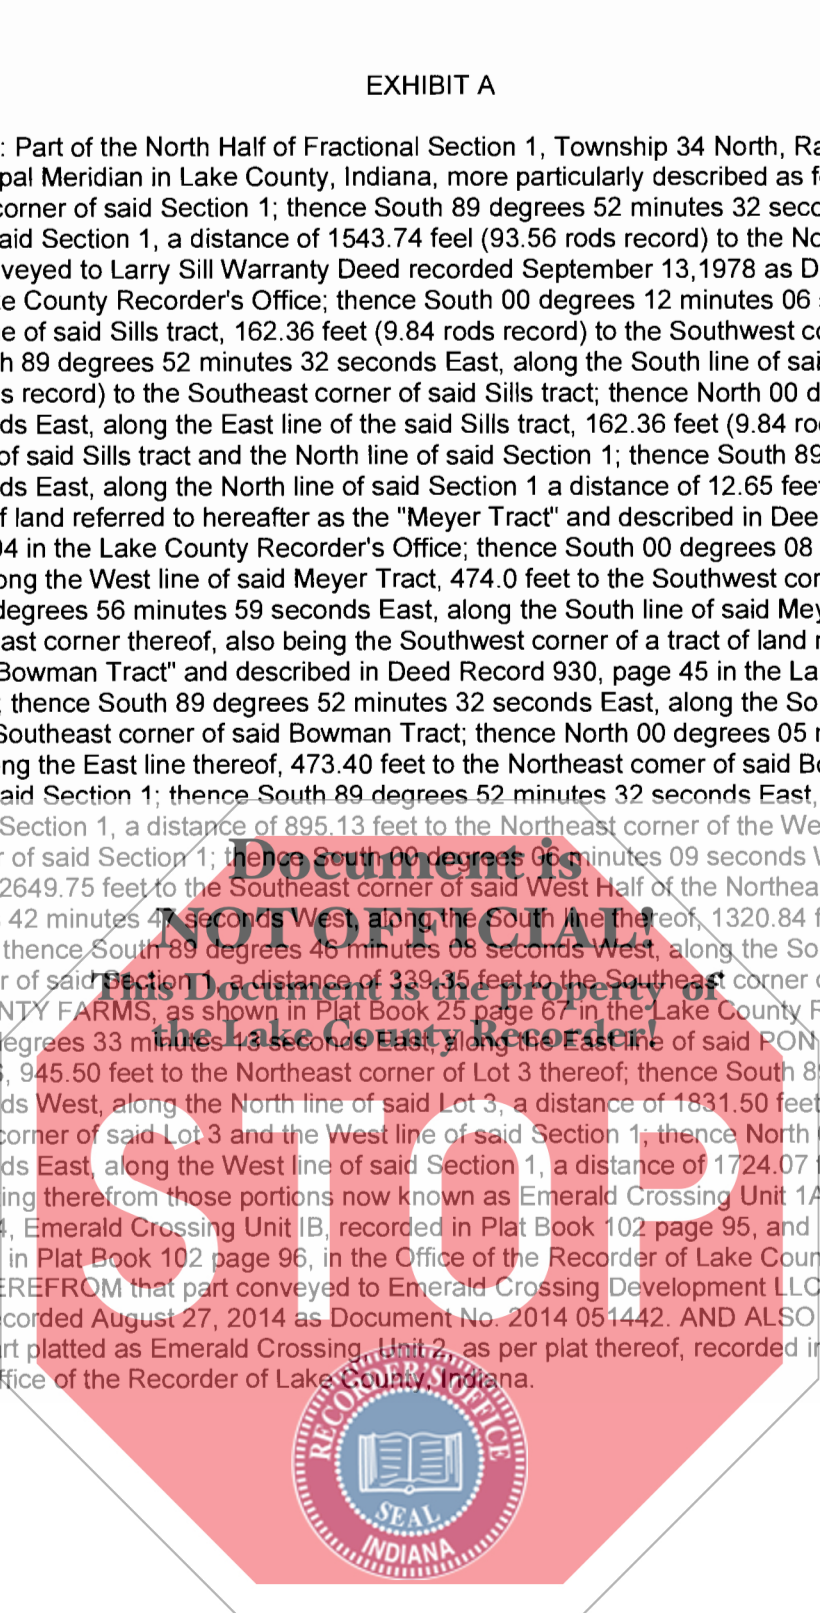 EXHIBIT A
: Part of the North Half of Fractional Section 1, Township 34 North, Ra
pal Meridian in Lake County, Indiana, more particularly described as f
corner of said Section 1; thence South 89 degrees 52 minutes 32 seco
aid Section 1, a distance of 1543.74 feel (93.56 rods record) to the No
veyed to Larry Sill Warranty Deed recorded September 13,1978 as D
e County Recorder's Office; thence South 00 degrees 12 minutes 06
e of said Sills tract, 162.36 feet (9.84 rods record) to the Southwest co
h 89 degrees 52 minutes 32 seconds East, along the South line of sai
s record) to the Southeast corner of said Sills tract; thence North 00 d
ds East, along the East line of the said Sills tract, 162.36 feet (9.84 ro
of said Sills tract and the North line of said Section 1; thence South 89
ds East, along the North line of said Section 1 a distance of 12.65 fee
f land referred to hereafter as the "Meyer Tract" and described in Dee
04 in the Lake County Recorder's Office; thence South 00 degrees 08
ong the West line of said Meyer Tract, 474.0 feet to the Southwest cor
degrees 56 minutes 59 seconds East, along the South line of said Mey
ast corner thereof, also being the Southwest corner of a tract of land r
Bowman Tract" and described in Deed Record 930, page 45 in the La
; thence South 89 degrees 52 minutes 32 seconds East, along the So
Southeast corner of said Bowman Tract; thence North 00 degrees 05 r
ng the East line thereof, 473.40 feet to the Northeast comer of said Bo
aid Section 1; thence South 89 degrees 52 minutes 32 seconds East,
Section 1, a distance of 895.13 feet to the Northeast corner of the We
r of said Section 1; thence South 00 degrees 06 minutes 09 seconds W
2649.75 feet to the Southeast corner of said West Half of the Northea
42 minutes 47 seconds West, along the South line thereof, 1320.84 f
thence South 89 degrees 46 minutes 08 seconds West, along the So
r of said Section 1, a distance of 339.35 feet to the Southeast corner
NTY FARMS, as shown in Plat Book 25 page 67 in the Lake County R
egrees 33 minutes 13 seconds East, along the East line of said PON
, 945.50 feet to the Northeast corner of Lot 3 thereof; thence South 8
ds West, along the North line of said Lot 3, a distance of 1831.50 feet
corner of said Lot 3 and the West line of said Section 1; thence North
ds East, along the West line of said Section 1, a distance of 1724.07 f
ing therefrom those portions now known as Emerald Crossing Unit 1A
4, Emerald Crossing Unit IB, recorded in Plat Book 102 page 95, and
in Plat Book 102 page 96, in the Office of the Recorder of Lake Coun
EREFROM that part conveyed to Emerald Crossing Development LLC
corded August 27, 2014 as Document No. 2014 051442. AND ALSO
rt platted as Emerald Crossing, Unit 2, as per plat thereof, recorded in
ffice of the Recorder of Lake County, Indiana.
Document is
NOT OFFICIAL!
This Document is the property of
the Lake County Recorder!
STOP
RECORDER'S OFFICE
SEAL
INDIANA